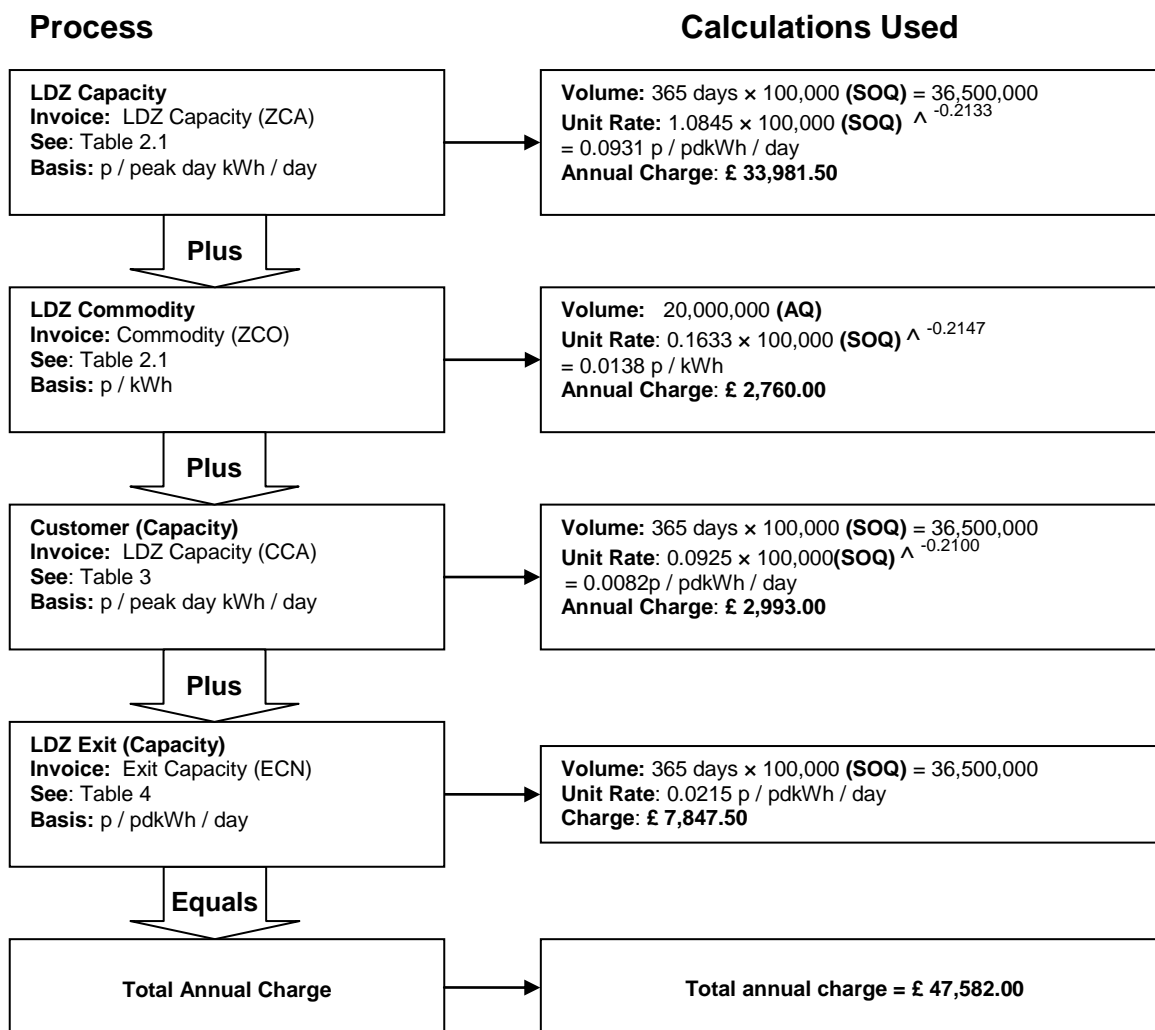 Process
Calculations Used
LDZ Capacity
Invoice: LDZ Capacity (ZCA)
See: Table 2.1
Basis: p / peak day kWh / day
Volume: 365 days × 100,000 (SOQ) = 36,500,000
Unit Rate: 1.0845 × 100,000 (SOQ) ^ -0.2133
= 0.0931 p / pdkWh / day
Annual Charge: £ 33,981.50
Plus
LDZ Commodity
Invoice: Commodity (ZCO)
See: Table 2.1
Basis: p / kWh
Volume: 20,000,000 (AQ)
Unit Rate: 0.1633 × 100,000 (SOQ) ^ -0.2147
= 0.0138 p / kWh
Annual Charge: £ 2,760.00
Plus
Customer (Capacity)
Invoice: LDZ Capacity (CCA)
See: Table 3
Basis: p / peak day kWh / day
Volume: 365 days × 100,000 (SOQ) = 36,500,000
Unit Rate: 0.0925 × 100,000(SOQ) ^ -0.2100
= 0.0082p / pdkWh / day
Annual Charge: £ 2,993.00
Plus
LDZ Exit (Capacity)
Invoice: Exit Capacity (ECN)
See: Table 4
Basis: p / pdkWh / day
Volume: 365 days × 100,000 (SOQ) = 36,500,000
Unit Rate: 0.0215 p / pdkWh / day
Charge: £ 7,847.50
Equals
Total Annual Charge
Total annual charge = £ 47,582.00